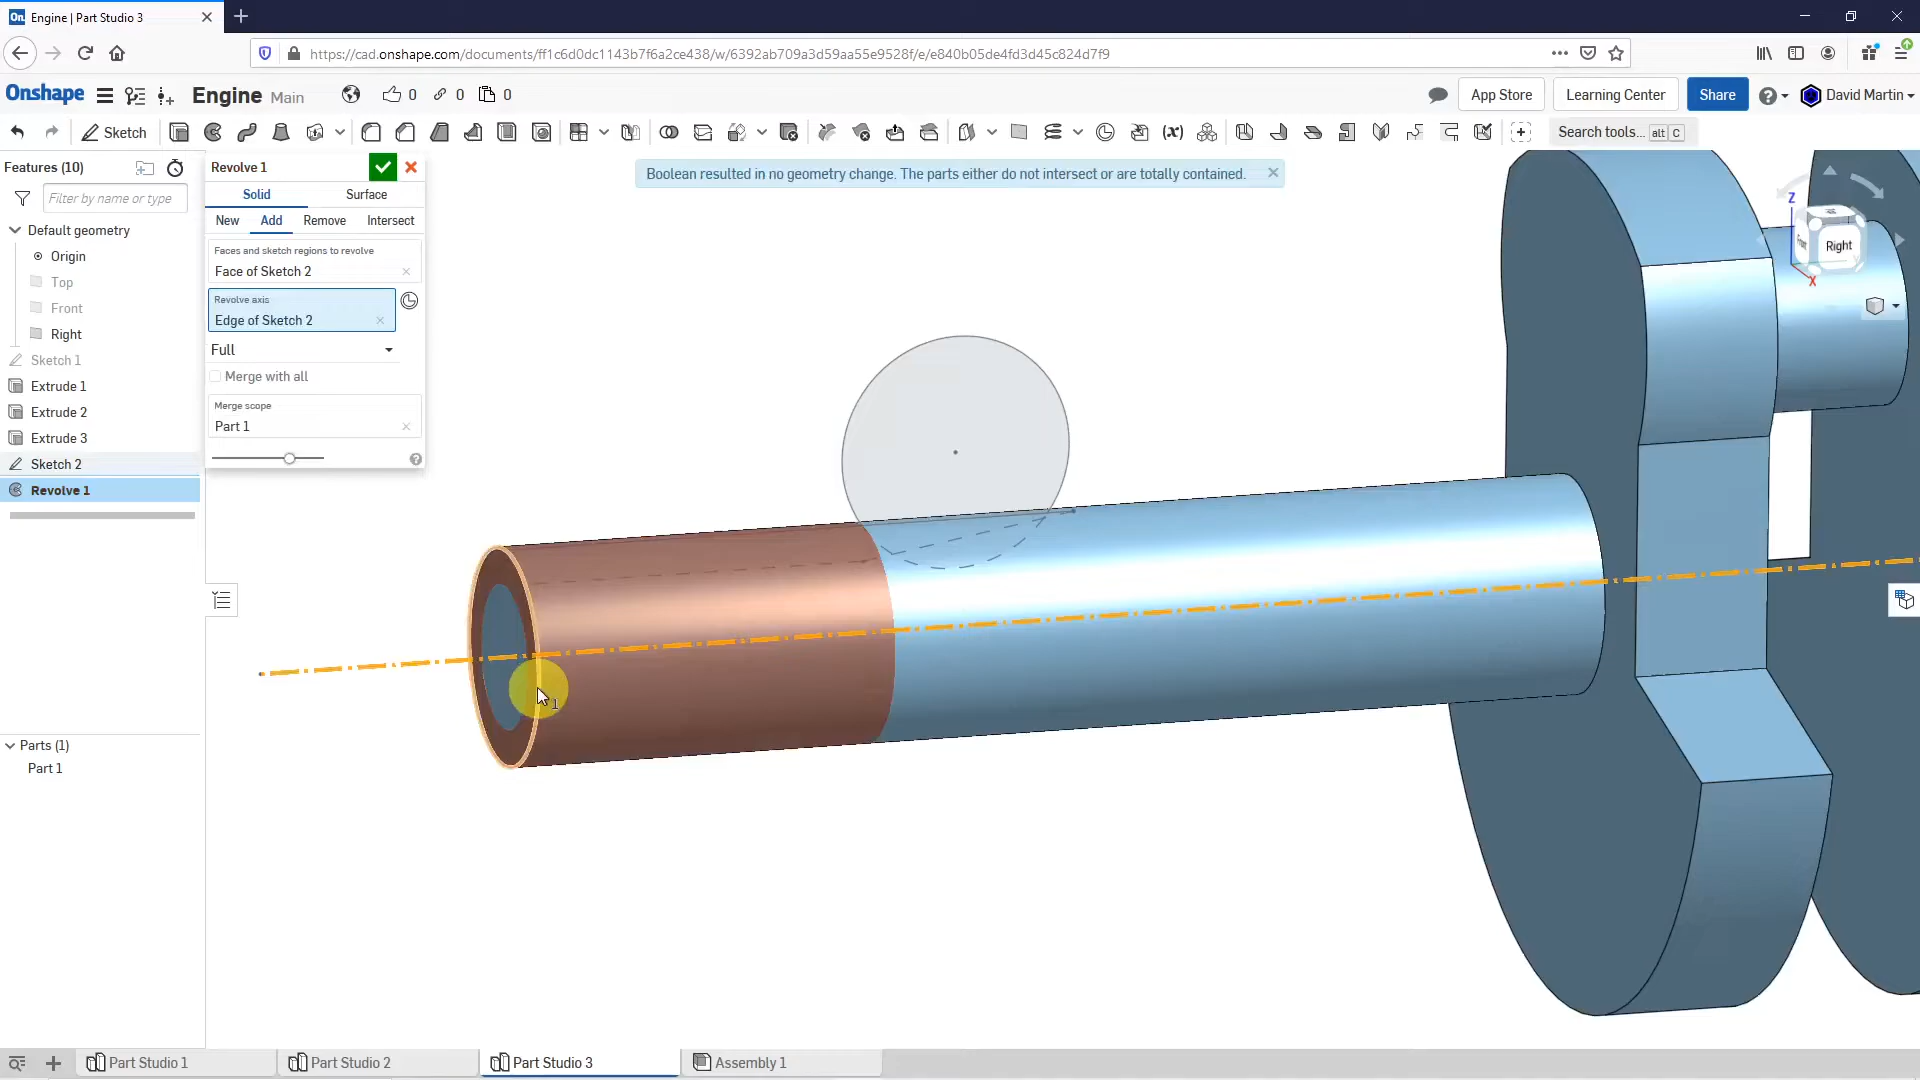 Engine | Part Studio 3
https://cad.onshape.com/documents/ff1c6d0dc1143b7f6a2ce438/w/6392ab709a3d59aa55e9528f/e/e840b05de4fd3d45c824d7f9
Onshape
Engine Main
0 0 0
App Store
Learning Center
Share
David Martin
Sketch
Search tools... alt C
Features (10)
Filter by name or type
Default geometry
Origin
Top
Front
Right
Sketch 1
Extrude 1
Extrude 2
Extrude 3
Sketch 2
Revolve 1
Parts (1)
Part 1
Revolve 1
Solid Surface
New Add Remove Intersect
Faces and sketch regions to revolve
Face of Sketch 2
Revolve axis
Edge of Sketch 2
Full
Merge with all
Merge scope
Part 1
Boolean resulted in no geometry change. The parts either do not intersect or are totally contained.
Z
Right
X
1
Part Studio 1
Part Studio 2
Part Studio 3
Assembly 1